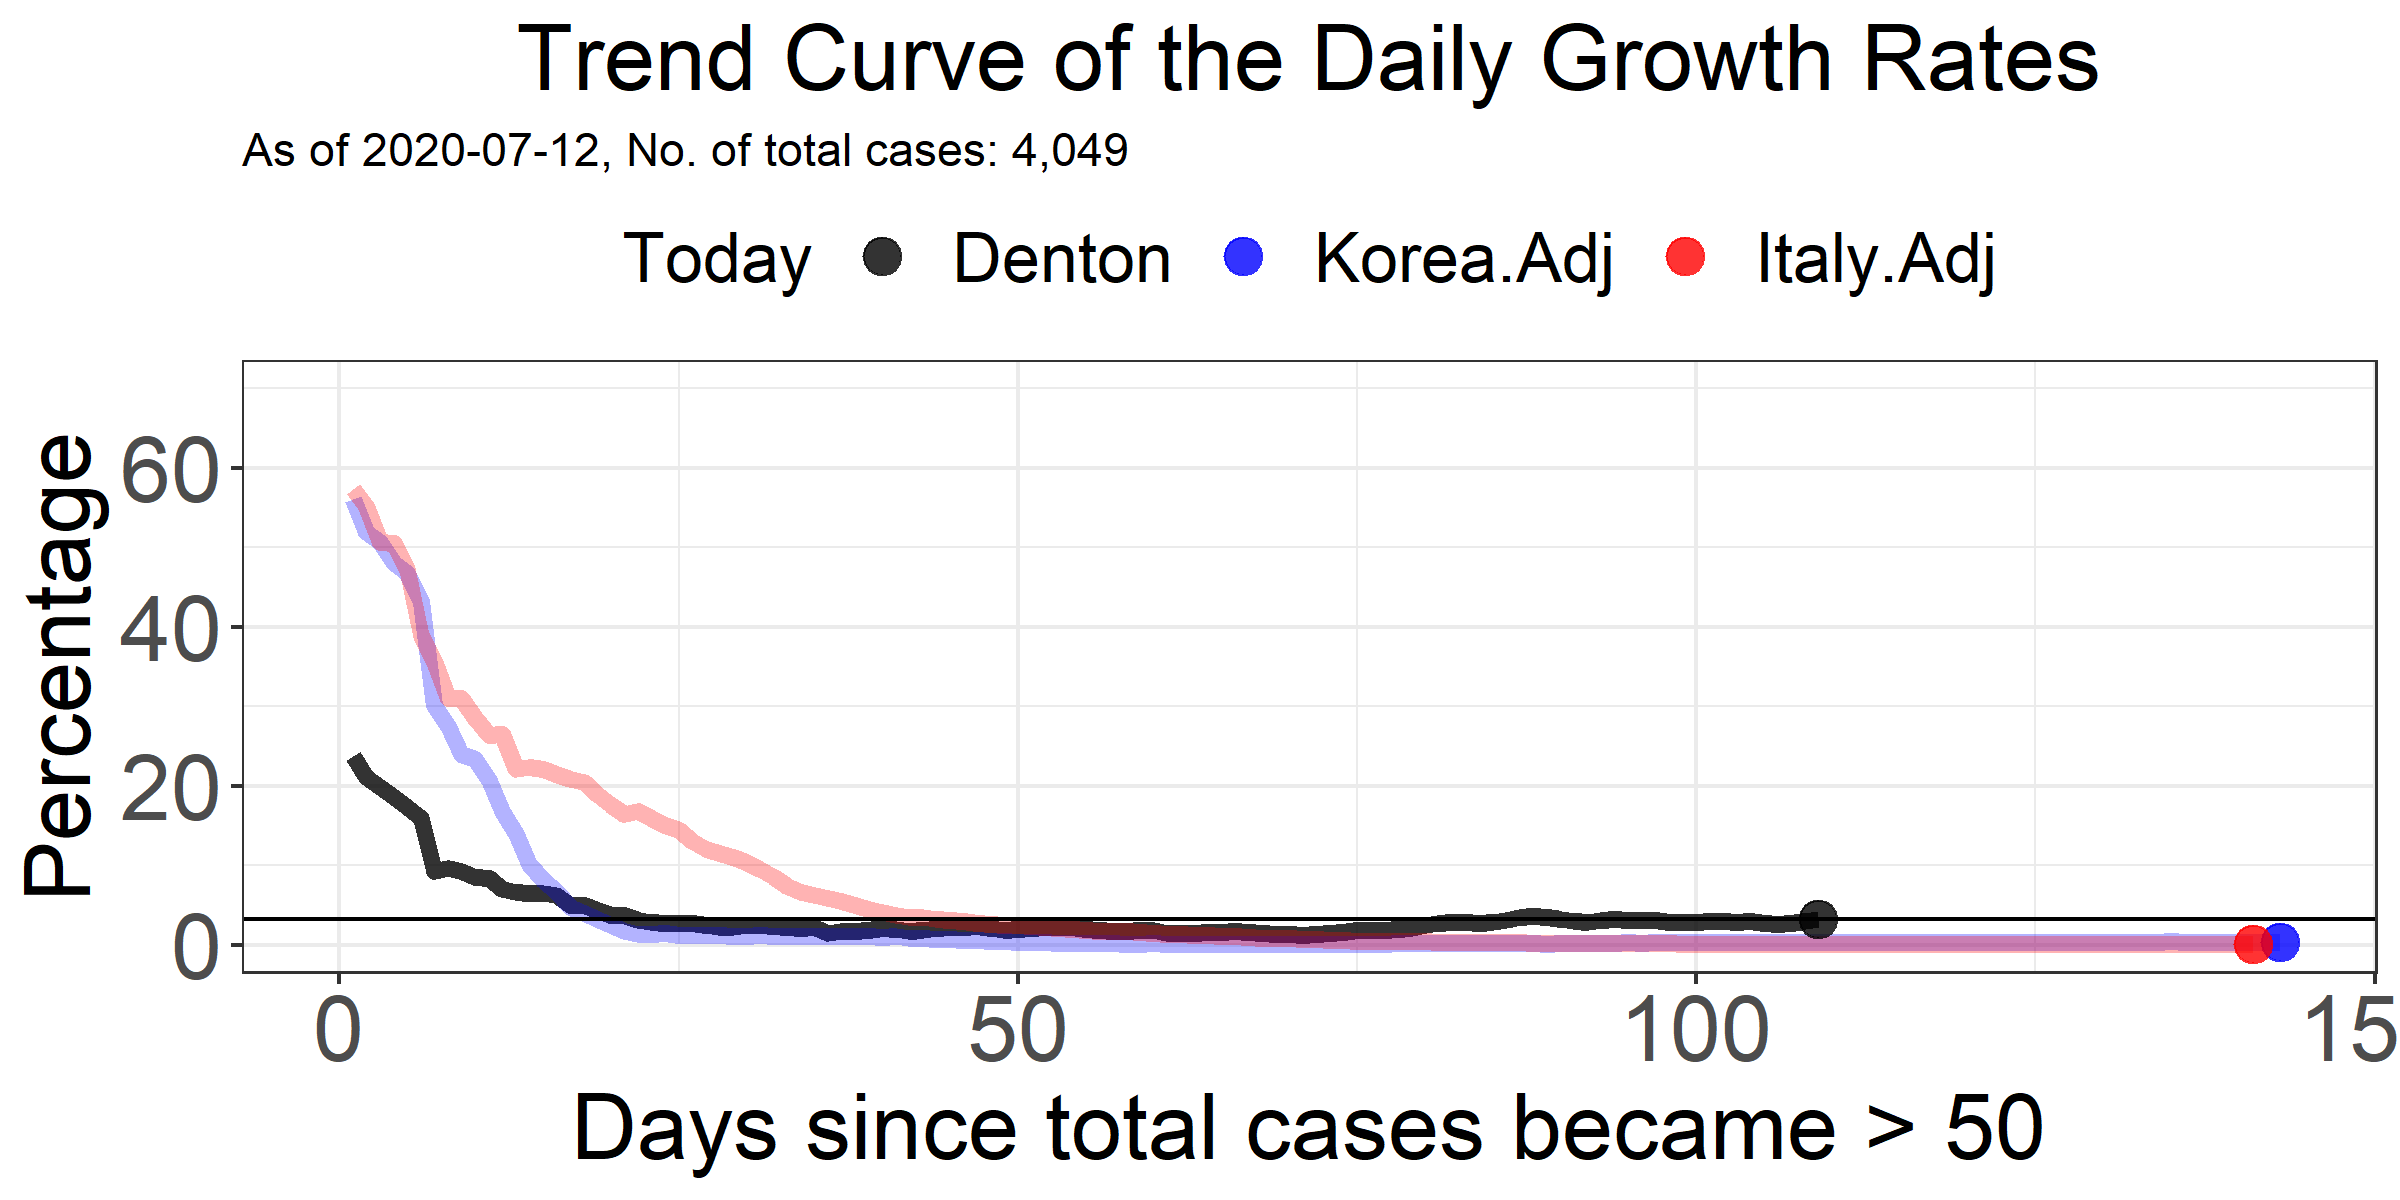 Trend Curve of the Daily Growth Rates
As of 2020-07-12, No. of total cases: 4,049
Today Denton Korea.Adj Italy.Adj
Percentage
60
40
20
0
0 50 100 15
Days since total cases became > 50